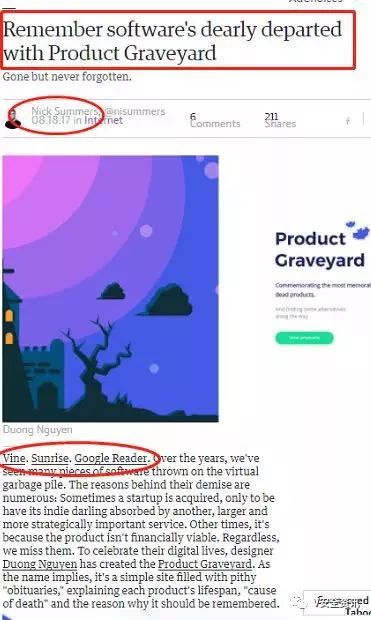 AdChoices
Remember software's dearly departed
with Product Graveyard
Gone but never forgotten.
Nick Summers, @nisummers
08.18.17 in Internet
6
Comments
211
Shares
f
Product
Graveyard
Commemorating the most memorable
dead products.
And finding some alternatives
along the way.
Duong Nguyen
Vine. Sunrise. Google Reader. Over the years, we've
seen many pieces of software thrown on the virtual
garbage pile. The reasons behind their demise are
numerous: Sometimes a startup is acquired, only to
have its indie darling absorbed by another, larger and
more strategically important service. Other times, it's
because the product isn't financially viable. Regardless,
we miss them. To celebrate their digital lives, designer
Duong Nguyen has created the Product Graveyard. As
the name implies, it's a simple site filled with pithy
"obituaries," explaining each product's lifespan, "cause
of death" and the reason why it should be remembered.